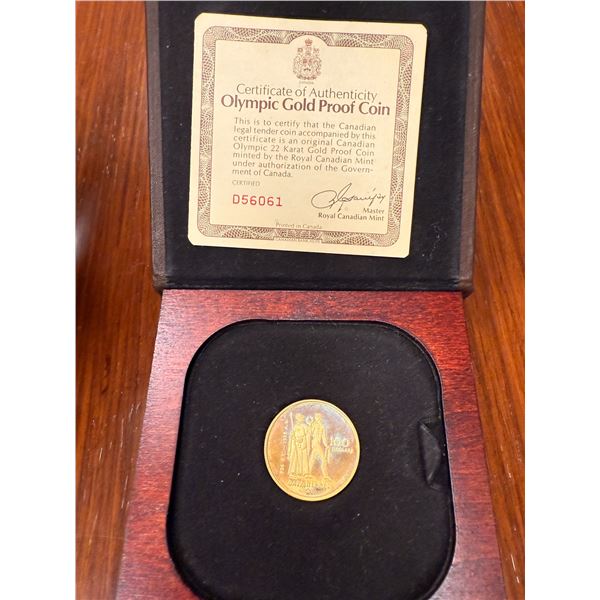 Certificate of Authenticity
Olympic Gold Proof Coin
This is to certify that the Canadian
legal tender coin accompanied by this
certificate is an original Canadian
Olympic 22 Karat Gold Proof Coin
minted by the Royal Canadian Mint
under authorization of the Govern-
ment of Canada.
CERTIFIED
D56061
Master
Royal Canadian Mint
Printed in Canada
100
DOLLARS